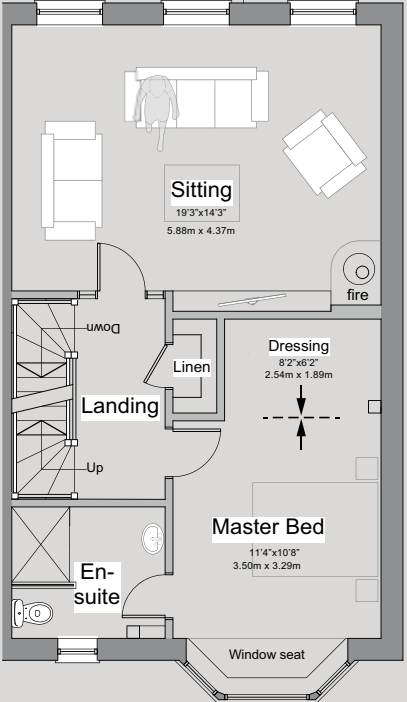 Sitting
19'3"x14'3"
5.88m x 4.37m
fire
Down
Linen
Dressing
8'2"x6'2"
2.54m x 1.89m
Landing
Up
Master Bed
11'4"x10'8"
3.50m x 3.29m
En-
suite
Window seat